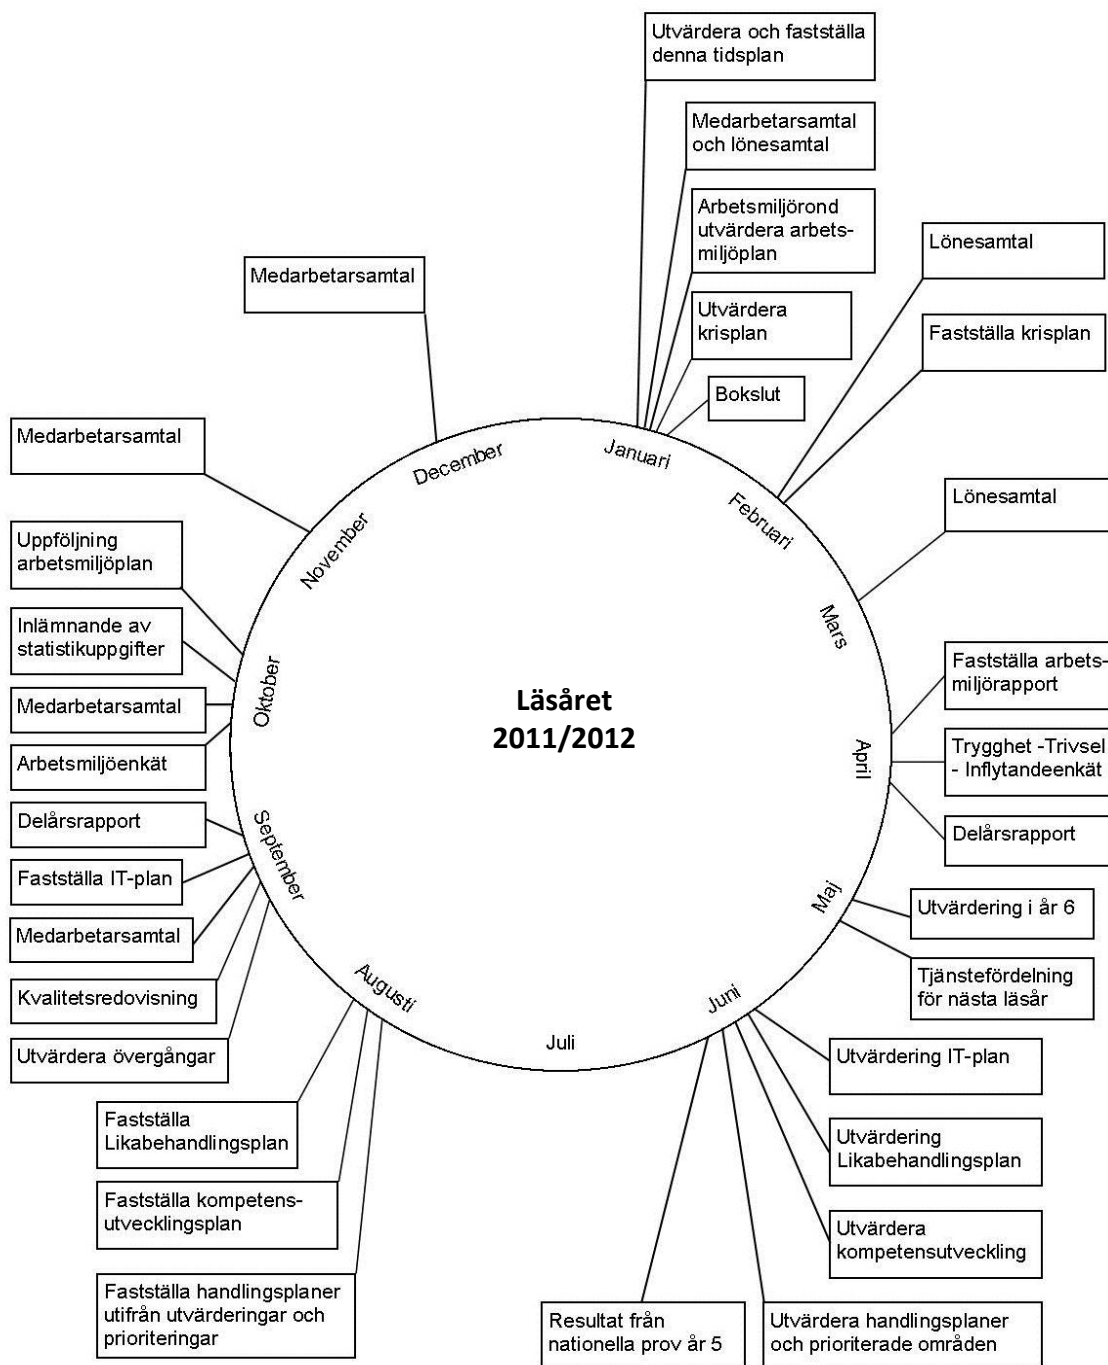 Utvärdera och fastställa
denna tidsplan
Medarbetarsamtal
och lönesamtal
Arbetsmiljörond
utvärdera arbets-
miljöplan
Utvärdera
krisplan
Bokslut
Lönesamtal
Fastställa krisplan
Lönesamtal
Fastställa arbets-
miljörapport
Trygghet -Trivsel
- Inflytandeenkät
Delårsrapport
Utvärdering i år 6
Tjänstefördelning
för nästa läsår
Utvärdering IT-plan
Utvärdering
Likabehandlingsplan
Utvärdera
kompetensutveckling
Utvärdera handlingsplaner
och prioriterade områden
Resultat från
nationella prov år 5
Fastställa handlingsplaner
utifrån utvärderingar och
prioriteringar
Fastställa kompetens-
utvecklingsplan
Fastställa
Likabehandlingsplan
Utvärdera övergångar
Kvalitetsredovisning
Medarbetarsamtal
Fastställa IT-plan
Delårsrapport
Arbetsmiljöenkät
Medarbetarsamtal
Inlämnande av
statistikuppgifter
Uppföljning
arbetsmiljöplan
Medarbetarsamtal
Medarbetarsamtal
Januari
Februari
Mars
April
Maj
Juni
Juli
Augusti
September
Oktober
November
December
Läsåret
2011/2012